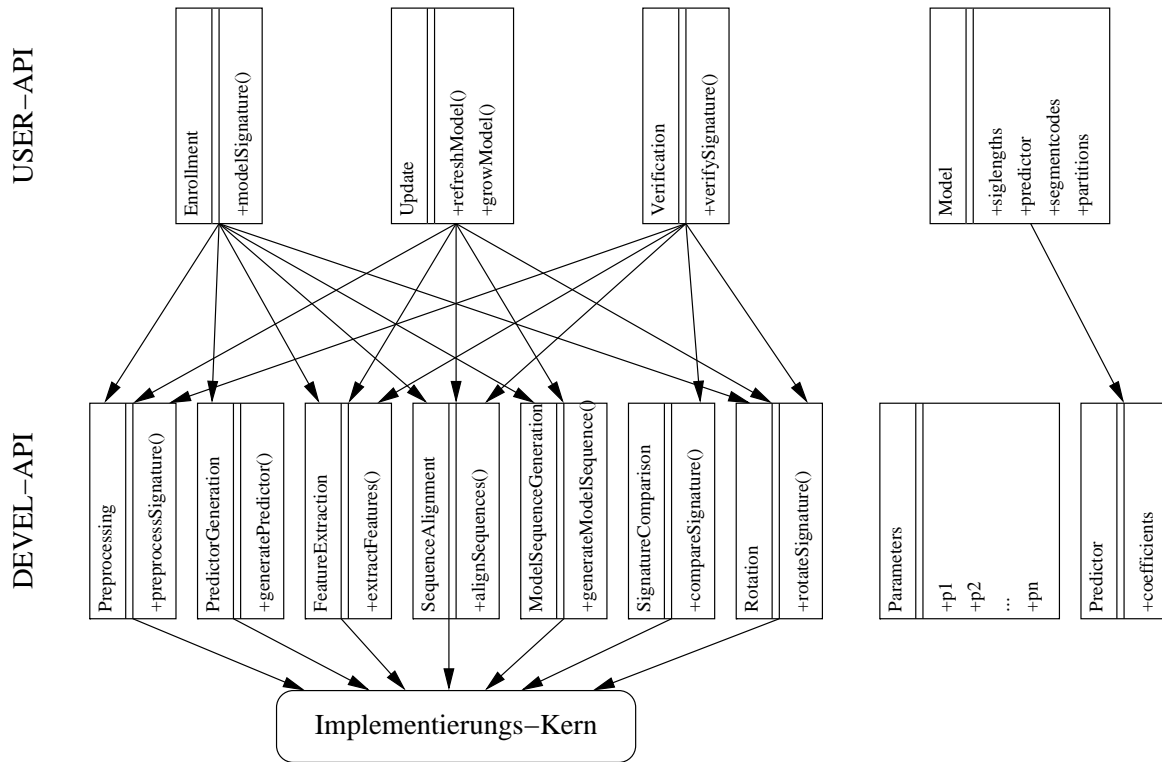 USER–API
Enrollment
+modelSignature()
Update
+refreshModel()
+growModel()
Verification
+verifySignature()
Model
+siglengths
+predictor
+segmentcodes
+partitions
DEVEL–API
Preprocessing
+preprocessSignature()
PredictorGeneration
+generatePredictor()
FeatureExtraction
+extractFeatures()
SequenceAlignment
+alignSequences()
ModelSequenceGeneration
+generateModelSequence()
SignatureComparison
+compareSignature()
Rotation
+rotateSignature()
Parameters
+p1
+p2
...
+pn
Predictor
+coefficients
Implementierungs–Kern